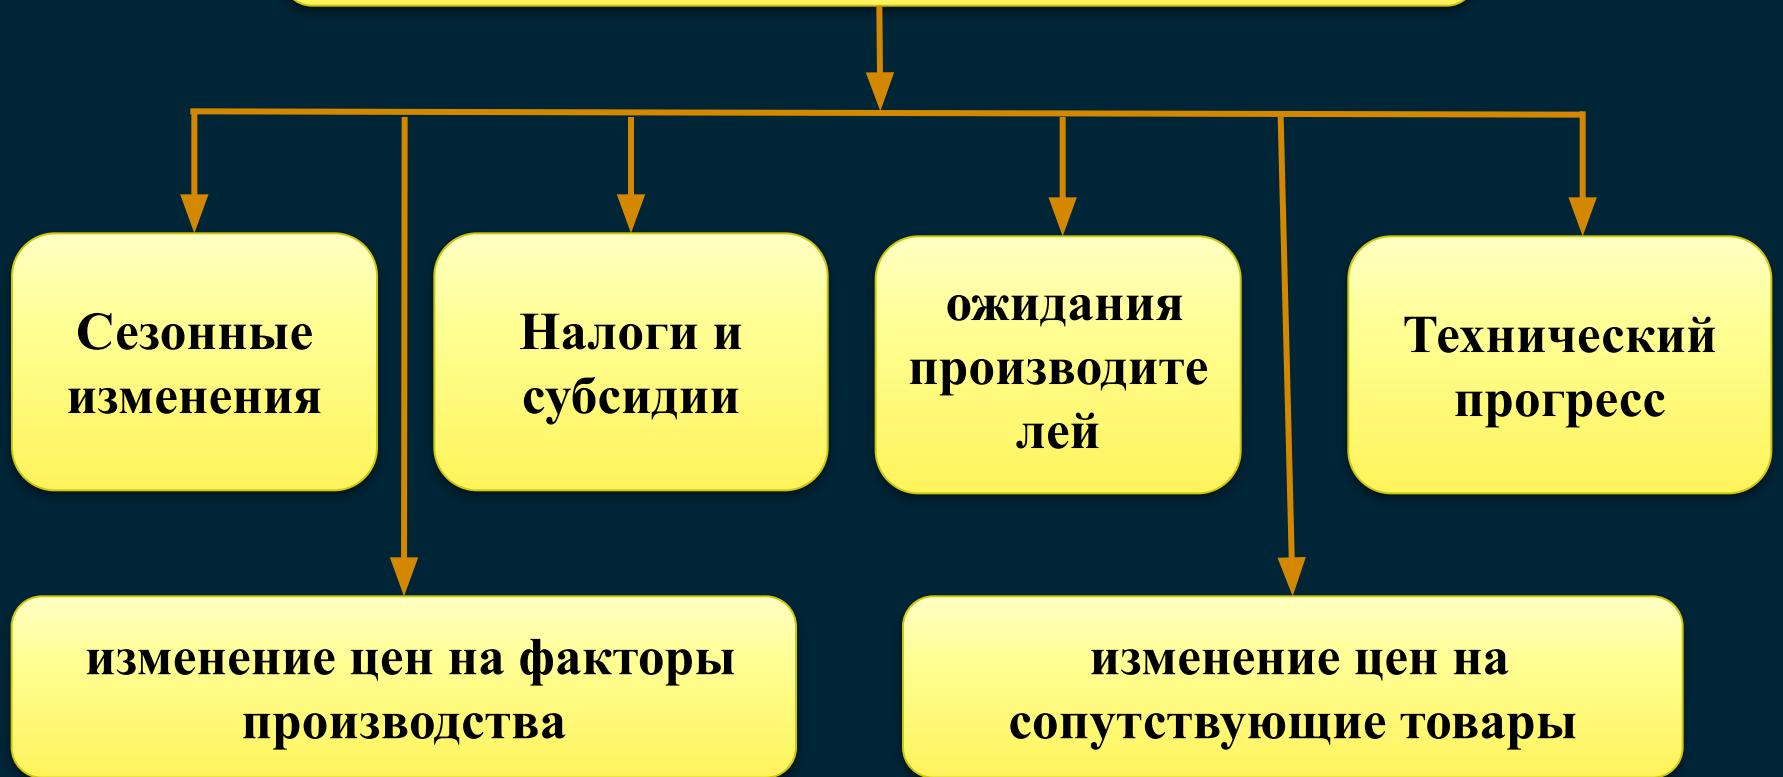 Сезонные
изменения
Налоги и
субсидии
ожидания
производите
лей
Технический
прогресс
изменение цен на факторы
производства
изменение цен на
сопутствующие товары